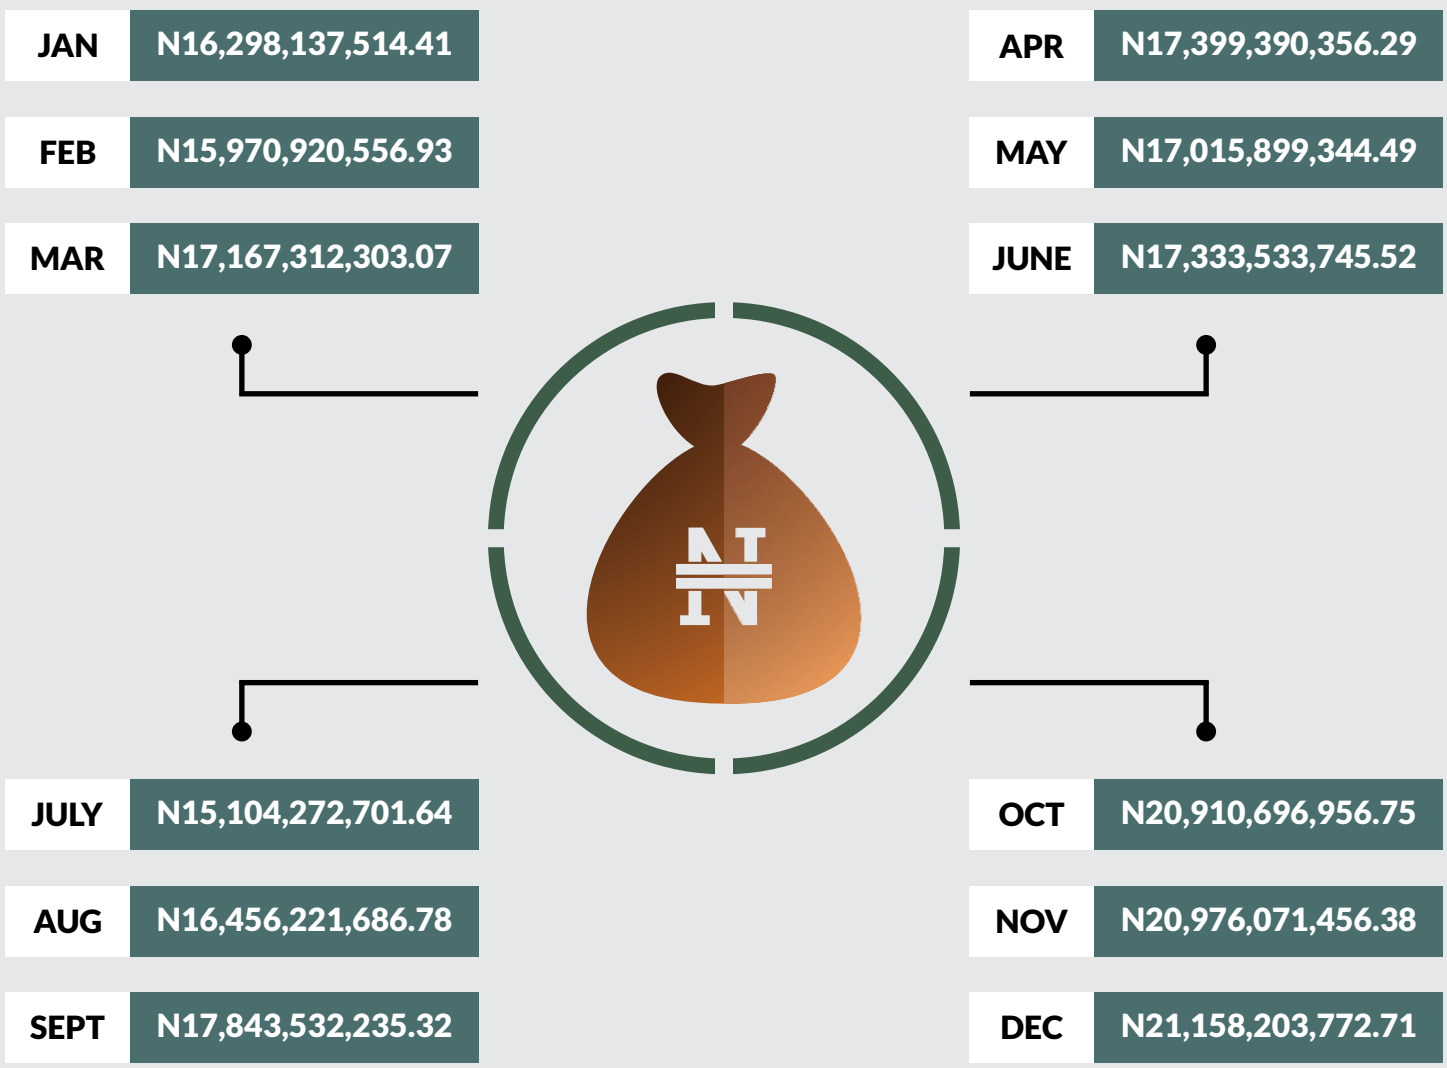 JAN N16,298,137,514.41
FEB N15,970,920,556.93
MAR N17,167,312,303.07
APR N17,399,390,356.29
MAY N17,015,899,344.49
JUNE N17,333,533,745.52
JULY N15,104,272,701.64
AUG N16,456,221,686.78
SEPT N17,843,532,235.32
OCT N20,910,696,956.75
NOV N20,976,071,456.38
DEC N21,158,203,772.71